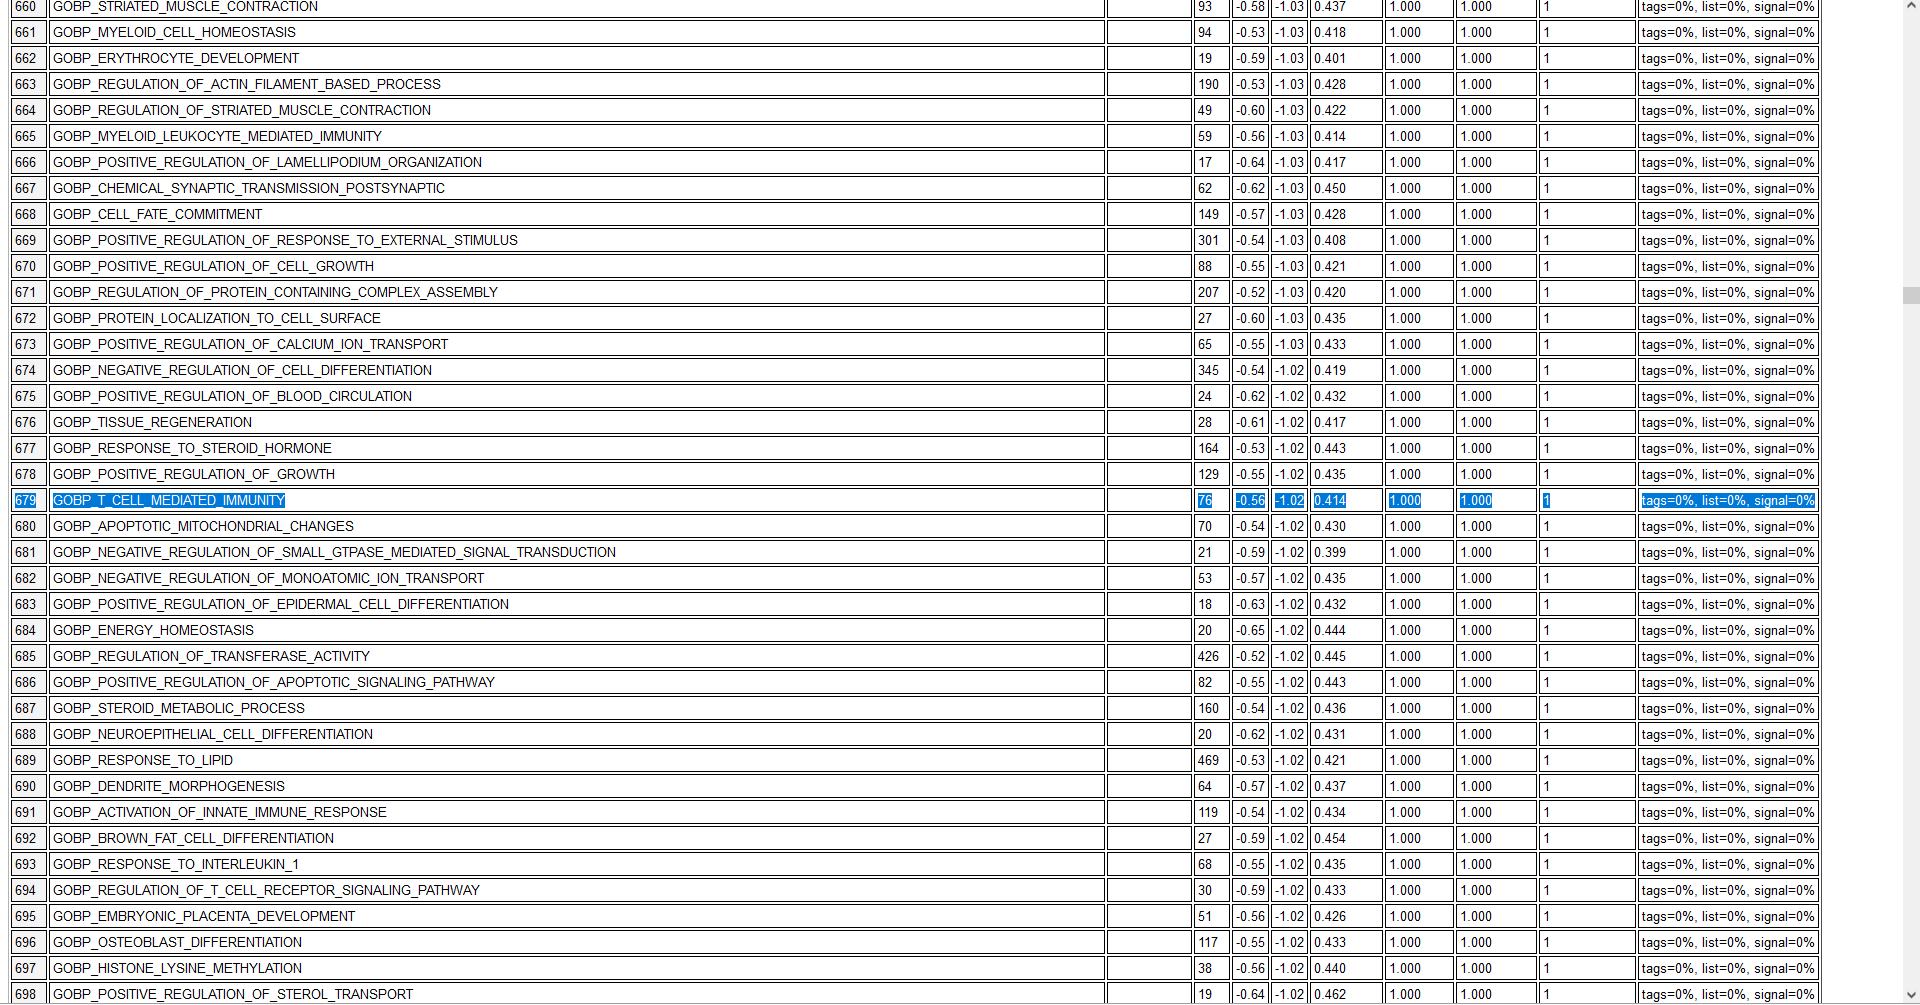 660 GOBP_STRIATED_MUSCLE_CONTRACTION 93 -0.58 -1.03 0.437 1.000 1.000 1 tags=0%, list=0%, signal=0%
661 GOBP_MYELOID_CELL_HOMEOSTASIS 94 -0.53 -1.03 0.418 1.000 1.000 1 tags=0%, list=0%, signal=0%
662 GOBP_ERYTHROCYTE_DEVELOPMENT 19 -0.59 -1.03 0.401 1.000 1.000 1 tags=0%, list=0%, signal=0%
663 GOBP_REGULATION_OF_ACTIN_FILAMENT_BASED_PROCESS 190 -0.53 -1.03 0.428 1.000 1.000 1 tags=0%, list=0%, signal=0%
664 GOBP_REGULATION_OF_STRIATED_MUSCLE_CONTRACTION 49 -0.60 -1.03 0.422 1.000 1.000 1 tags=0%, list=0%, signal=0%
665 GOBP_MYELOID_LEUKOCYTE_MEDIATED_IMMUNITY 59 -0.56 -1.03 0.414 1.000 1.000 1 tags=0%, list=0%, signal=0%
666 GOBP_POSITIVE_REGULATION_OF_LAMELLIPODIUM_ORGANIZATION 17 -0.64 -1.03 0.417 1.000 1.000 1 tags=0%, list=0%, signal=0%
667 GOBP_CHEMICAL_SYNAPTIC_TRANSMISSION_POSTSYNAPTIC 62 -0.62 -1.03 0.450 1.000 1.000 1 tags=0%, list=0%, signal=0%
668 GOBP_CELL_FATE_COMMITMENT 149 -0.57 -1.03 0.428 1.000 1.000 1 tags=0%, list=0%, signal=0%
669 GOBP_POSITIVE_REGULATION_OF_RESPONSE_TO_EXTERNAL_STIMULUS 301 -0.54 -1.03 0.408 1.000 1.000 1 tags=0%, list=0%, signal=0%
670 GOBP_POSITIVE_REGULATION_OF_CELL_GROWTH 88 -0.55 -1.03 0.421 1.000 1.000 1 tags=0%, list=0%, signal=0%
671 GOBP_REGULATION_OF_PROTEIN_CONTAINING_COMPLEX_ASSEMBLY 207 -0.52 -1.03 0.420 1.000 1.000 1 tags=0%, list=0%, signal=0%
672 GOBP_PROTEIN_LOCALIZATION_TO_CELL_SURFACE 27 -0.60 -1.03 0.435 1.000 1.000 1 tags=0%, list=0%, signal=0%
673 GOBP_POSITIVE_REGULATION_OF_CALCIUM_ION_TRANSPORT 65 -0.55 -1.03 0.433 1.000 1.000 1 tags=0%, list=0%, signal=0%
674 GOBP_NEGATIVE_REGULATION_OF_CELL_DIFFERENTIATION 345 -0.54 -1.02 0.419 1.000 1.000 1 tags=0%, list=0%, signal=0%
675 GOBP_POSITIVE_REGULATION_OF_BLOOD_CIRCULATION 24 -0.62 -1.02 0.432 1.000 1.000 1 tags=0%, list=0%, signal=0%
676 GOBP_TISSUE_REGENERATION 28 -0.61 -1.02 0.417 1.000 1.000 1 tags=0%, list=0%, signal=0%
677 GOBP_RESPONSE_TO_STEROID_HORMONE 164 -0.53 -1.02 0.443 1.000 1.000 1 tags=0%, list=0%, signal=0%
678 GOBP_POSITIVE_REGULATION_OF_GROWTH 129 -0.55 -1.02 0.435 1.000 1.000 1 tags=0%, list=0%, signal=0%
679 GOBP_T_CELL_MEDIATED_IMMUNITY 76 -0.56 -1.02 0.414 1.000 1.000 1 tags=0%, list=0%, signal=0%
680 GOBP_APOPTOTIC_MITOCHONDRIAL_CHANGES 70 -0.54 -1.02 0.430 1.000 1.000 1 tags=0%, list=0%, signal=0%
681 GOBP_NEGATIVE_REGULATION_OF_SMALL_GTPASE_MEDIATED_SIGNAL_TRANSDUCTION 21 -0.59 -1.02 0.399 1.000 1.000 1 tags=0%, list=0%, signal=0%
682 GOBP_NEGATIVE_REGULATION_OF_MONOATOMIC_ION_TRANSPORT 53 -0.57 -1.02 0.435 1.000 1.000 1 tags=0%, list=0%, signal=0%
683 GOBP_POSITIVE_REGULATION_OF_EPIDERMAL_CELL_DIFFERENTIATION 18 -0.63 -1.02 0.432 1.000 1.000 1 tags=0%, list=0%, signal=0%
684 GOBP_ENERGY_HOMEOSTASIS 20 -0.65 -1.02 0.444 1.000 1.000 1 tags=0%, list=0%, signal=0%
685 GOBP_REGULATION_OF_TRANSFERASE_ACTIVITY 426 -0.52 -1.02 0.445 1.000 1.000 1 tags=0%, list=0%, signal=0%
686 GOBP_POSITIVE_REGULATION_OF_APOPTOTIC_SIGNALING_PATHWAY 82 -0.55 -1.02 0.443 1.000 1.000 1 tags=0%, list=0%, signal=0%
687 GOBP_STEROID_METABOLIC_PROCESS 160 -0.54 -1.02 0.436 1.000 1.000 1 tags=0%, list=0%, signal=0%
688 GOBP_NEUROEPITHELIAL_CELL_DIFFERENTIATION 20 -0.62 -1.02 0.431 1.000 1.000 1 tags=0%, list=0%, signal=0%
689 GOBP_RESPONSE_TO_LIPID 469 -0.53 -1.02 0.421 1.000 1.000 1 tags=0%, list=0%, signal=0%
690 GOBP_DENDRITE_MORPHOGENESIS 64 -0.57 -1.02 0.437 1.000 1.000 1 tags=0%, list=0%, signal=0%
691 GOBP_ACTIVATION_OF_INNATE_IMMUNE_RESPONSE 119 -0.54 -1.02 0.434 1.000 1.000 1 tags=0%, list=0%, signal=0%
692 GOBP_BROWN_FAT_CELL_DIFFERENTIATION 27 -0.59 -1.02 0.454 1.000 1.000 1 tags=0%, list=0%, signal=0%
693 GOBP_RESPONSE_TO_INTERLEUKIN_1 68 -0.55 -1.02 0.435 1.000 1.000 1 tags=0%, list=0%, signal=0%
694 GOBP_REGULATION_OF_T_CELL_RECEPTOR_SIGNALING_PATHWAY 30 -0.59 -1.02 0.433 1.000 1.000 1 tags=0%, list=0%, signal=0%
695 GOBP_EMBRYONIC_PLACENTA_DEVELOPMENT 51 -0.56 -1.02 0.426 1.000 1.000 1 tags=0%, list=0%, signal=0%
696 GOBP_OSTEOBLAST_DIFFERENTIATION 117 -0.55 -1.02 0.433 1.000 1.000 1 tags=0%, list=0%, signal=0%
697 GOBP_HISTONE_LYSINE_METHYLATION 38 -0.56 -1.02 0.440 1.000 1.000 1 tags=0%, list=0%, signal=0%
698 GOBP_POSITIVE_REGULATION_OF_STEROL_TRANSPORT 19 -0.64 -1.02 0.462 1.000 1.000 1 tags=0%, list=0%, signal=0%